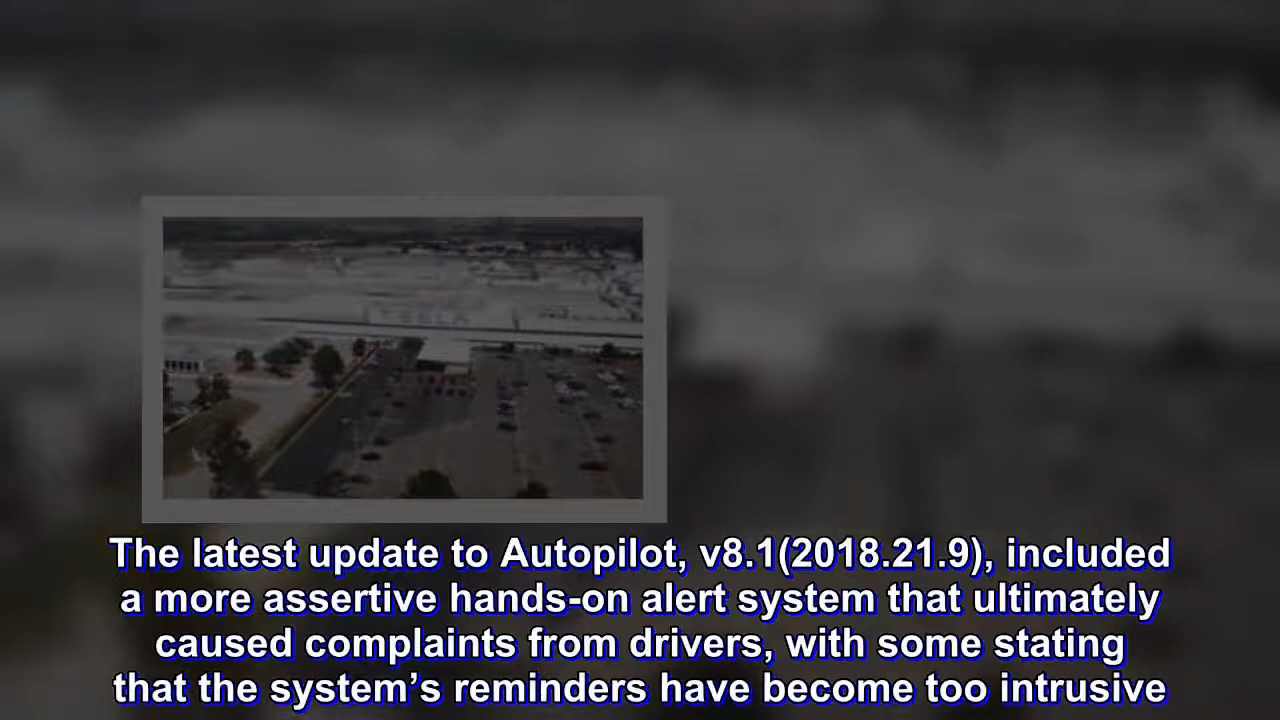 TESLA
The latest update to Autopilot, v8.1(2018.21.9), included
a more assertive hands-on alert system that ultimately
caused complaints from drivers, with some stating
that the system’s reminders have become too intrusive